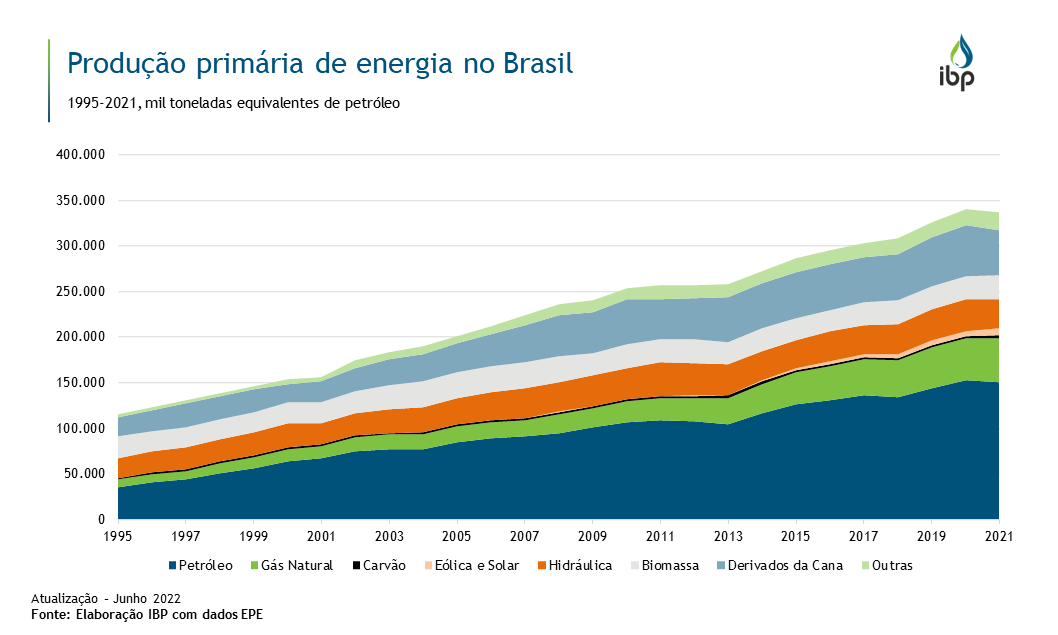 Produção primária de energia no Brasil
1995-2021, mil toneladas equivalentes de petróleo
ibp
400.000
350.000
300.000
250.000
200.000
150.000
100.000
50.000
0
1995 1997 1999 2001 2003 2005 2007 2009 2011 2013 2015 2017 2019 2021
Petróleo Gás Natural Carvão Eólica e Solar Hidráulica Biomassa Derivados da Cana Outras
Atualização - Junho 2022
Fonte: Elaboração IBP com dados EPE